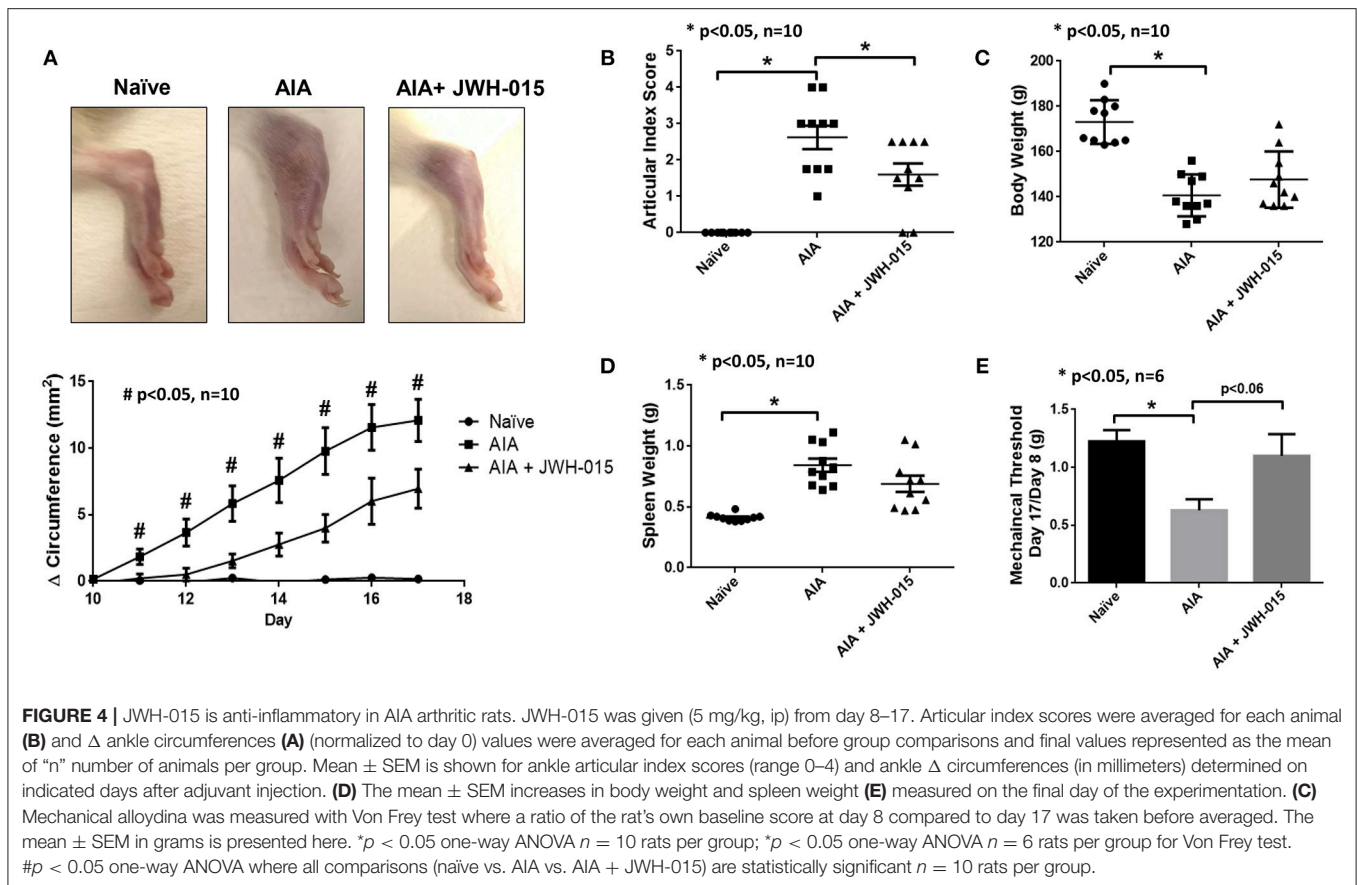 A
Naïve AIA AIA+ JWH-015
Δ Circumference (mm²)
# p<0.05, n=10
15
10
5
0
# # # # # # #
10 12 14 16 18
Day
Naïve
AIA
AIA + JWH-015
B
* p<0.05, n=10
Articular Index Score
5
4
3
2
1
0
* *
Naïve AIA AIA + JWH-015
C
* p<0.05, n=10
Body Weight (g)
200
180
160
140
120
*
Naïve AIA AIA + JWH-015
D
* p<0.05, n=10
Spleen Weight (g)
1.5
1.0
0.5
0.0
*
Naïve AIA AIA + JWH-015
E
* p<0.05, n=6
Mechaincal Threshold
Day 17/Day 8 (g)
1.5
1.0
0.5
0.0
* p<0.06
Naïve AIA AIA + JWH-015
FIGURE 4 | JWH-015 is anti-inflammatory in AIA arthritic rats. JWH-015 was given (5 mg/kg, ip) from day 8–17. Articular index scores were averaged for each animal
(B) and Δ ankle circumferences (A) (normalized to day 0) values were averaged for each animal before group comparisons and final values represented as the mean
of “n” number of animals per group. Mean ± SEM is shown for ankle articular index scores (range 0–4) and ankle Δ circumferences (in millimeters) determined on
indicated days after adjuvant injection. (D) The mean ± SEM increases in body weight and spleen weight (E) measured on the final day of the experimentation. (C)
Mechanical alloydina was measured with Von Frey test where a ratio of the rat’s own baseline score at day 8 compared to day 17 was taken before averaged. The
mean ± SEM in grams is presented here. *p < 0.05 one-way ANOVA n = 10 rats per group; *p < 0.05 one-way ANOVA n = 6 rats per group for Von Frey test.
#p < 0.05 one-way ANOVA where all comparisons (naïve vs. AIA vs. AIA + JWH-015) are statistically significant n = 10 rats per group.